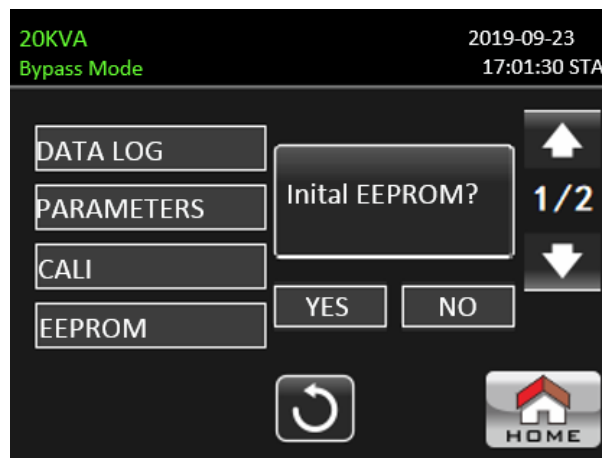 20KVA
2019-09-23
Bypass Mode
17:01:30 STA
DATA LOG
PARAMETERS
CALI
EEPROM
Inital EEPROM?
YES
NO
1/2
HOME